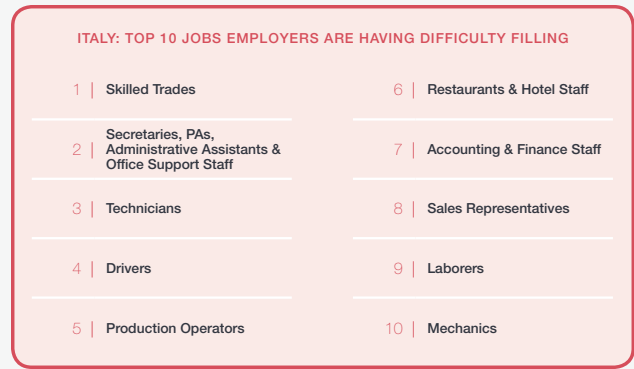 ITALY: TOP 10 JOBS EMPLOYERS ARE HAVING DIFFICULTY FILLING
1 | Skilled Trades
2 | Secretaries, PAs,
Administrative Assistants &
Office Support Staff
3 | Technicians
4 | Drivers
5 | Production Operators
6 | Restaurants & Hotel Staff
7 | Accounting & Finance Staff
8 | Sales Representatives
9 | Laborers
10 | Mechanics